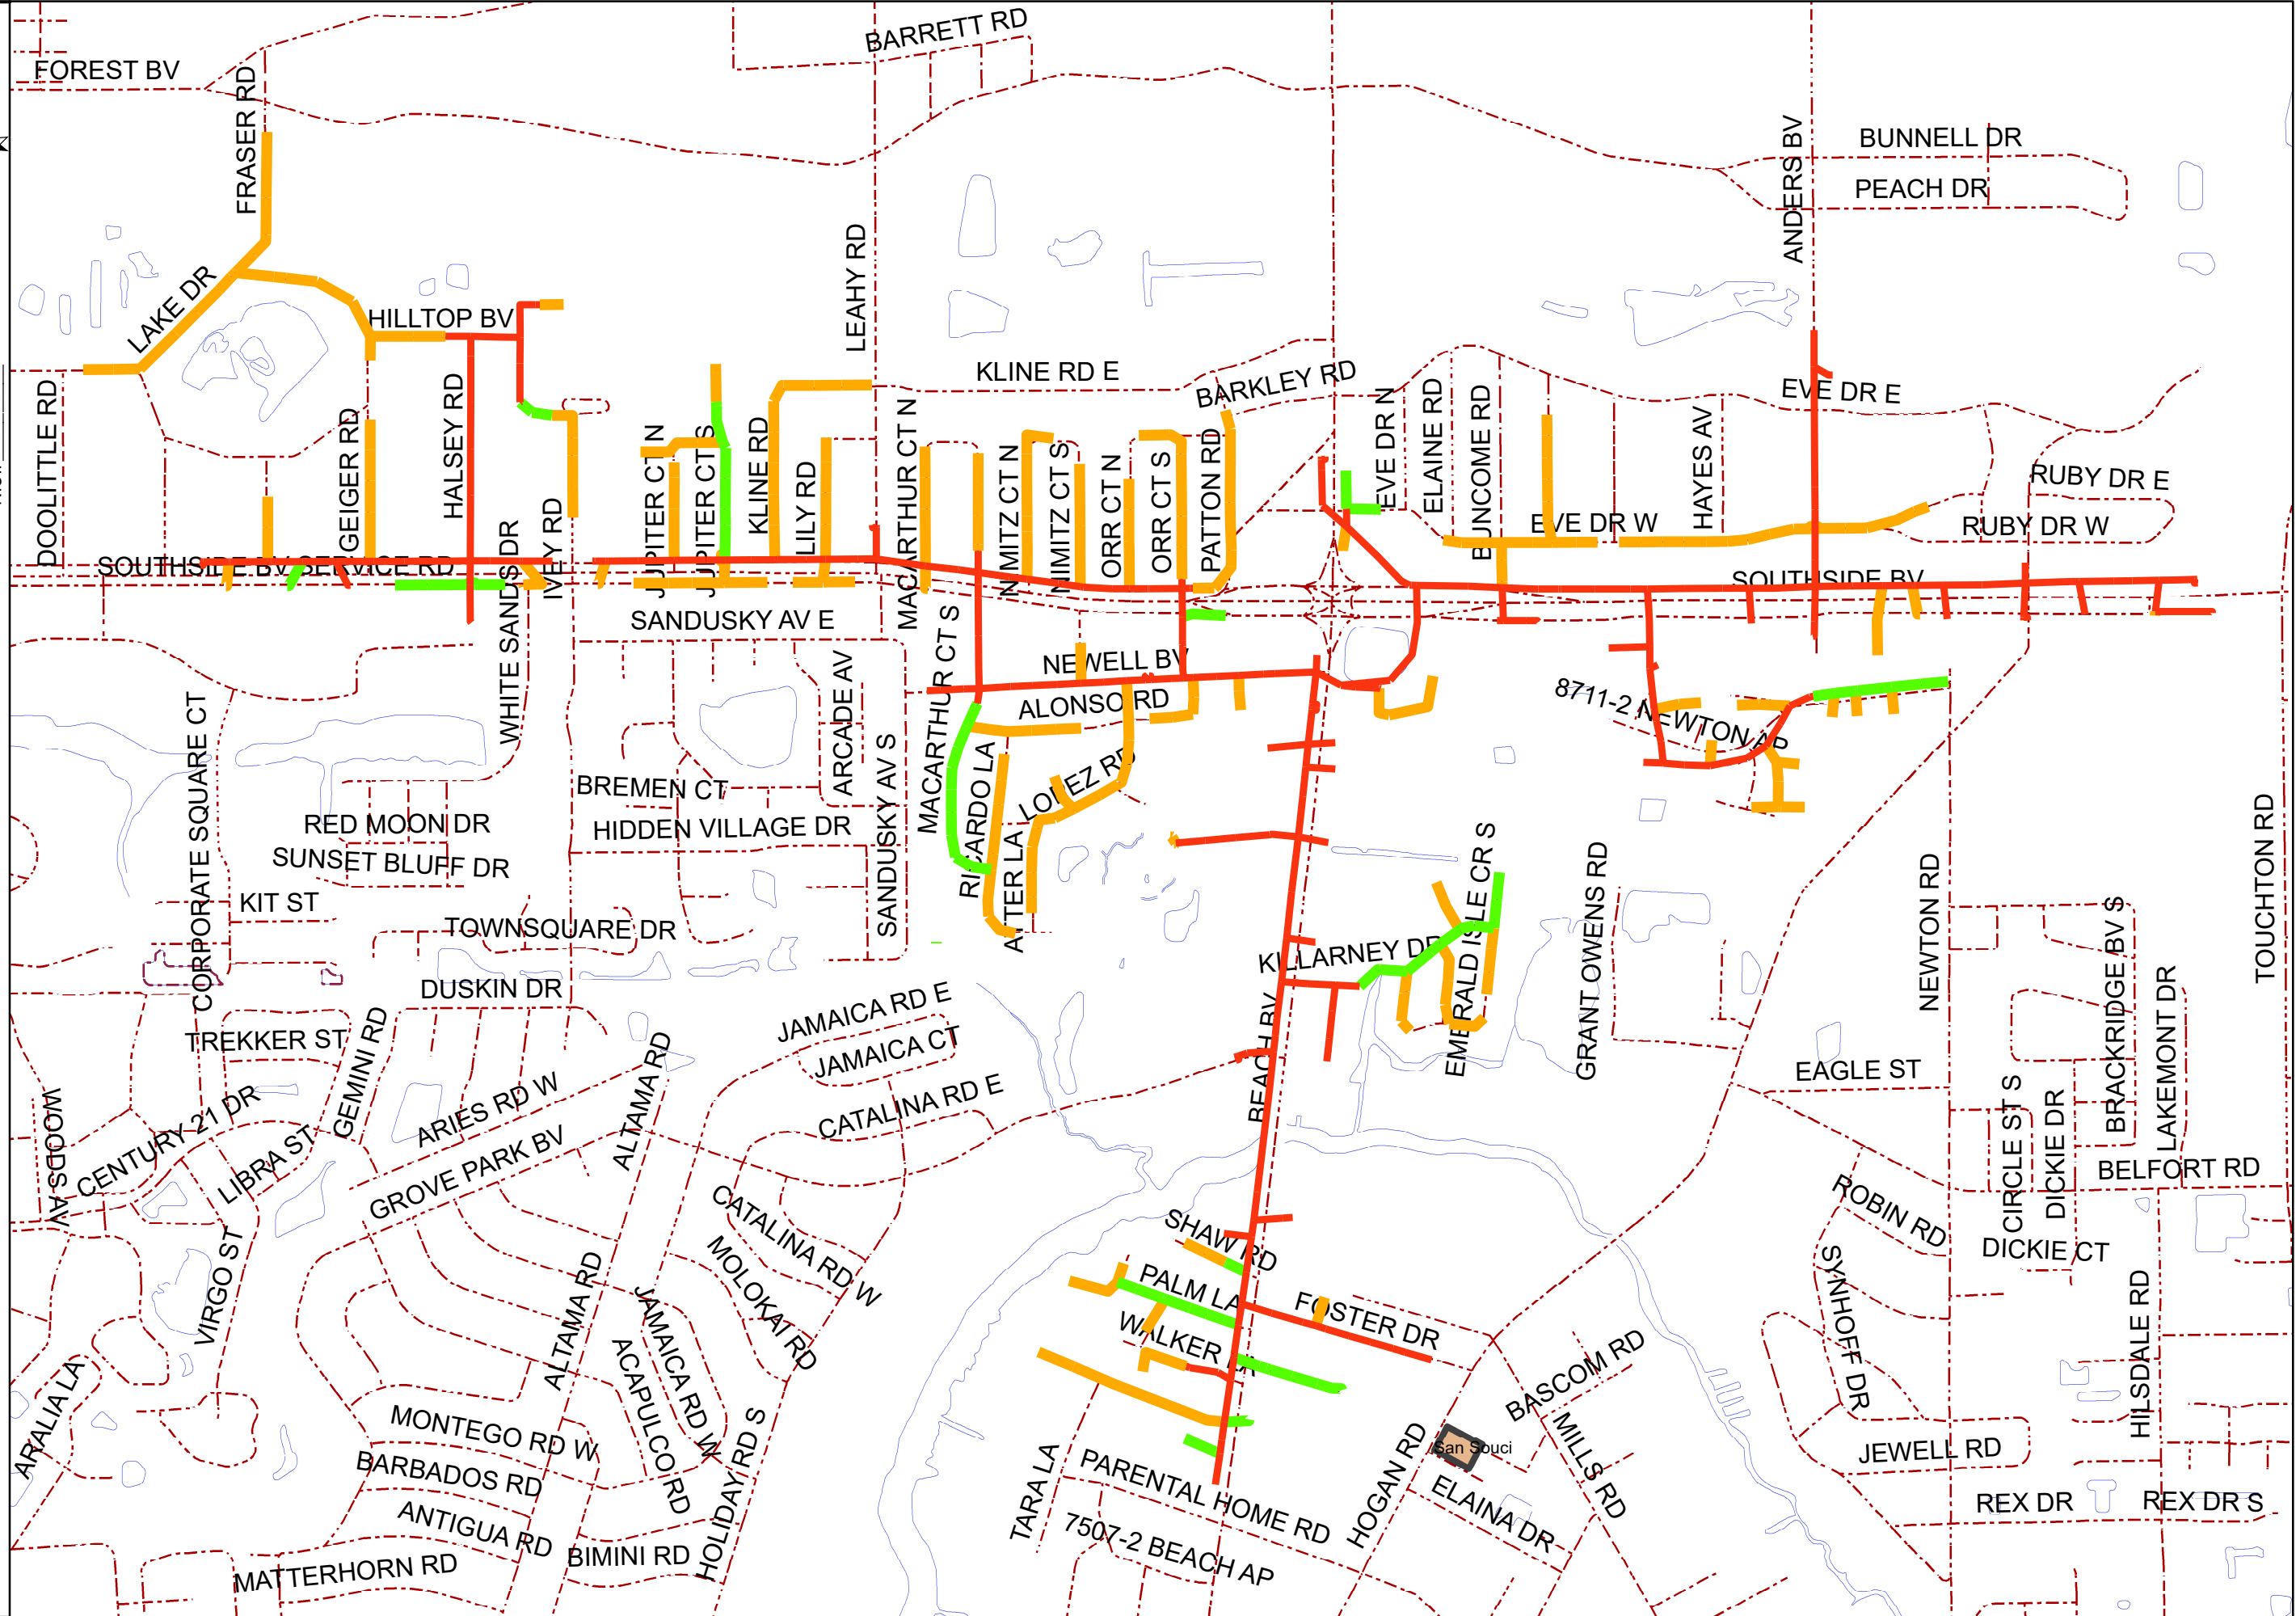 BARRETT RD
FOREST BV
FRASER RD
ANDERS BV
BUNNELL DR
PEACH DR
LAKE DR
HILLTOP BV
LEAHY RD
KLINE RD E
BARKLEY RD
EVE DR E
DOOLITTLE RD
GEIGER RD
HALSEY RD
WHITE SANDS DR
IVEY RD
JUPITER CT N
JUPITER CT S
KLINE RD
LILY RD
MACARTHUR CT N
NIMITZ CT N
NIMITZ CT S
ORR CT N
ORR CT S
PATTON RD
EVE DR N
ELAINE RD
BUNCOME RD
EVE DR W
HAYES AV
RUBY DR E
RUBY DR W
SOUTHSIDE BV SERVICE RD
SOUTHSIDE BV
SANDUSKY AV E
MACARTHUR CT S
NEWELL BV
ALONSO RD
8711-2 NEWTON AP
CORPORATE SQUARE CT
ARCADE AV
SANDUSKY AV S
BREMEN CT
HIDDEN VILLAGE DR
RED MOON DR
SUNSET BLUFF DR
RICARDO LA
LOPEZ RD
KIT ST
TOWNSQUARE DR
DUSKIN DR
KILLARNEY DR
EMERALD ISLE CR S
GRANT OWENS RD
NEWTON RD
TOUCHTON RD
BRACKRIDGE BV S
LAKEMONT DR
TREKKER ST
GEMINI RD
JAMAICA RD E
JAMAICA CT
CATALINA RD E
BEACH BV
EAGLE ST
WOODS AV
CENTURY 21 DR
LIBRA ST
ARIES RD W
GROVE PARK BV
ALTAMA RD
CIRCLE ST S
DICKIE DR
BELFORT RD
VIRGO ST
CATALINA RD W
MOLOKAI RD
SHAW RD
PALM LA
WALKER LA
FOSTER DR
ROBIN RD
DICKIE CT
SYNHOFF DR
HILSDALE RD
ALTAMA RD
JAMAICA RD W
ACAPULCO RD
ARALIA LA
MONTEGO RD W
BARBADOS RD
ANTIGUA RD
MATTERHORN RD
BIMINI RD
HOLIDAY RD S
TARA LA
PARENTAL HOME RD
7507-2 BEACH AP
HOGAN RD
San Souci
BASCOM RD
MILLS RD
ELAINA DR
JEWELL RD
REX DR
REX DR S